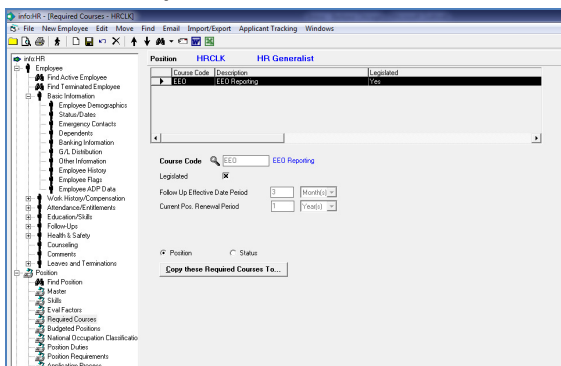 info:HR - [Required Courses - HRCLK]
File New Employee Edit Move Find Email Import/Export Applicant Tracking Windows
info:HR
Employee
Find Active Employee
Find Terminated Employee
Basic Information
Employee Demographics
Status/Dates
Emergency Contacts
Dependents
Banking Information
G/L Distribution
Other Information
Employee History
Employee Flags
Employee ADP Data
Work History/Compensation
Attendance/Entitlements
Education/Skills
Follow-Ups
Health & Safety
Counseling
Comments
Leaves and Terminations
Position
Find Position
Master
Skills
Eval Factors
Required Courses
Budgeted Positions
National Occupation Classificatio
Position Duties
Position Requirements
Application Process
Position HRCLK HR Generalist
Course Code Description Legislated
EEO EEO Reporting Yes
Course Code EEO EEO Reporting
Legislated
Follow Up Effective Date Period 3 Month(s)
Current Pos. Renewal Period 1 Year(s)
Position Status
Copy these Required Courses To...